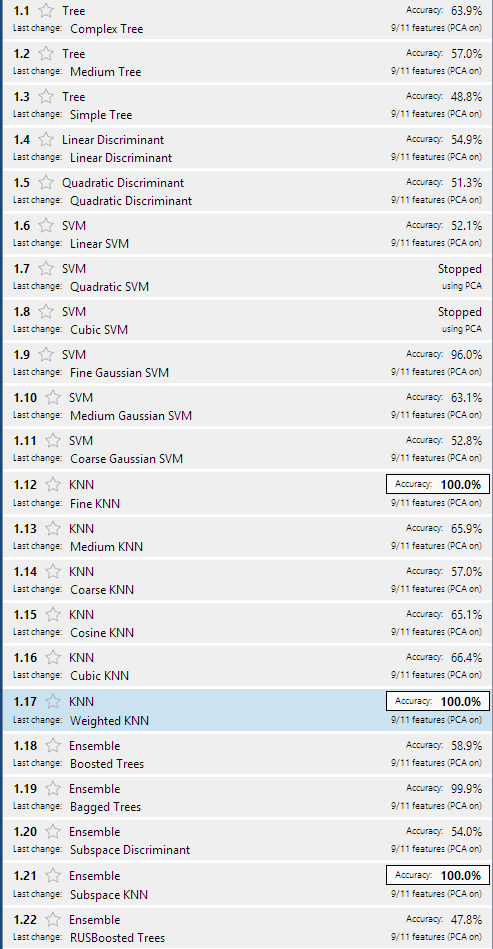 1.1 Tree Accuracy: 63.9%
Last change: Complex Tree 9/11 features (PCA on)
1.2 Tree Accuracy: 57.0%
Last change: Medium Tree 9/11 features (PCA on)
1.3 Tree Accuracy: 48.8%
Last change: Simple Tree 9/11 features (PCA on)
1.4 Linear Discriminant Accuracy: 54.9%
Last change: Linear Discriminant 9/11 features (PCA on)
1.5 Quadratic Discriminant Accuracy: 51.3%
Last change: Quadratic Discriminant 9/11 features (PCA on)
1.6 SVM Accuracy: 52.1%
Last change: Linear SVM 9/11 features (PCA on)
1.7 SVM Stopped
Last change: Quadratic SVM using PCA
1.8 SVM Stopped
Last change: Cubic SVM using PCA
1.9 SVM Accuracy: 96.0%
Last change: Fine Gaussian SVM 9/11 features (PCA on)
1.10 SVM Accuracy: 63.1%
Last change: Medium Gaussian SVM 9/11 features (PCA on)
1.11 SVM Accuracy: 52.8%
Last change: Coarse Gaussian SVM 9/11 features (PCA on)
1.12 KNN Accuracy: 100.0%
Last change: Fine KNN 9/11 features (PCA on)
1.13 KNN Accuracy: 65.9%
Last change: Medium KNN 9/11 features (PCA on)
1.14 KNN Accuracy: 57.0%
Last change: Coarse KNN 9/11 features (PCA on)
1.15 KNN Accuracy: 65.1%
Last change: Cosine KNN 9/11 features (PCA on)
1.16 KNN Accuracy: 66.4%
Last change: Cubic KNN 9/11 features (PCA on)
1.17 KNN Accuracy: 100.0%
Last change: Weighted KNN 9/11 features (PCA on)
1.18 Ensemble Accuracy: 58.9%
Last change: Boosted Trees 9/11 features (PCA on)
1.19 Ensemble Accuracy: 99.9%
Last change: Bagged Trees 9/11 features (PCA on)
1.20 Ensemble Accuracy: 54.0%
Last change: Subspace Discriminant 9/11 features (PCA on)
1.21 Ensemble Accuracy: 100.0%
Last change: Subspace KNN 9/11 features (PCA on)
1.22 Ensemble Accuracy: 47.8%
Last change: RUSBoosted Trees 9/11 features (PCA on)